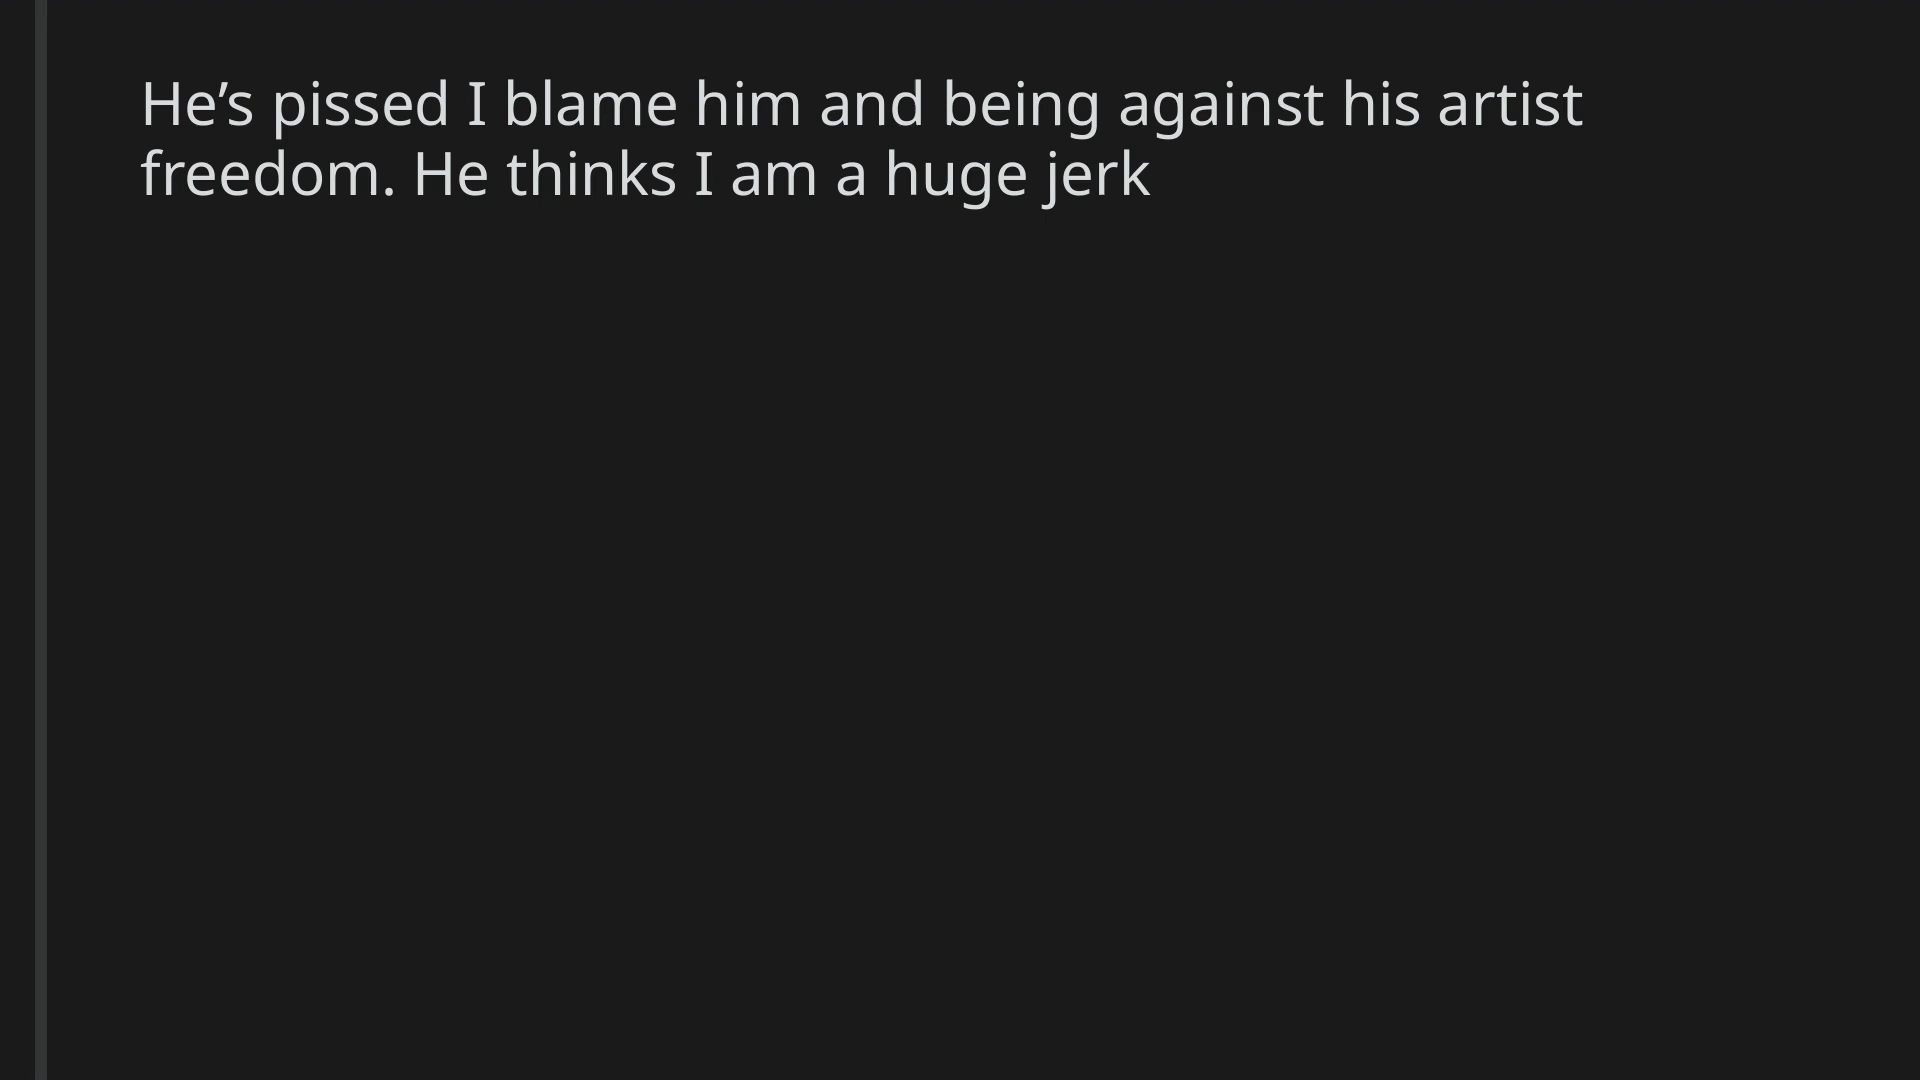 He’s pissed I blame him and being against his artist
freedom. He thinks I am a huge jerk